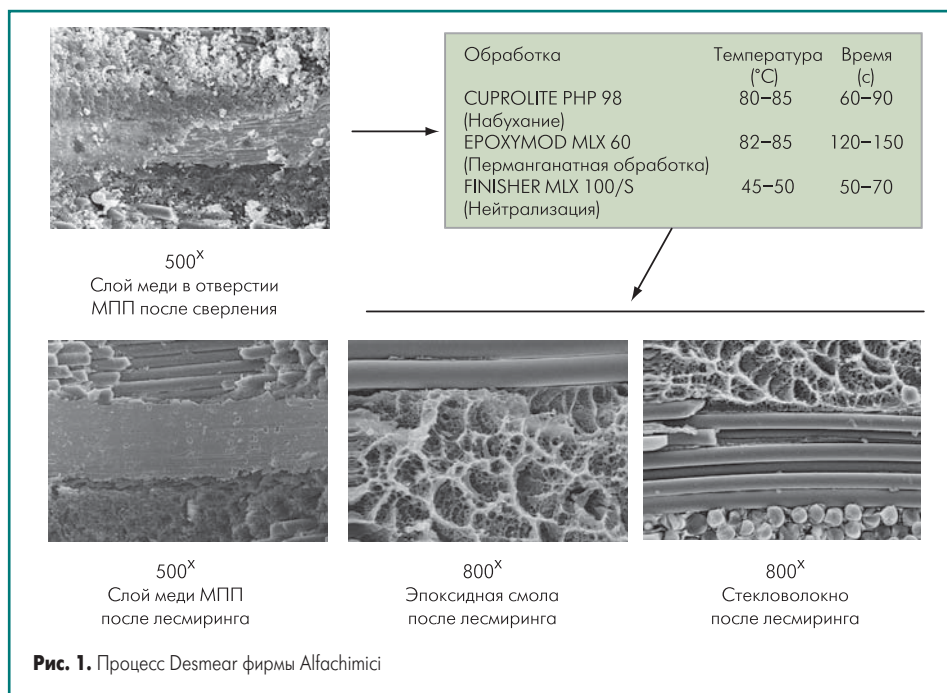 Обработка Температура Время
(°C) (с)
CUPROLITE PHP 98 80–85 60–90
(Набухание)
EPOXYMOD MLX 60 82–85 120–150
(Перманганатная обработка)
FINISHER MLX 100/S 45–50 50–70
(Нейтрализация)
500x
Слой меди в отверстии
МПП после сверления
500x
Слой меди МПП
после лесмиринга
800x
Эпоксидная смола
после лесмиринга
800x
Стекловолокно
после лесмиринга
Рис. 1. Процесс Desmear фирмы Alfachimici